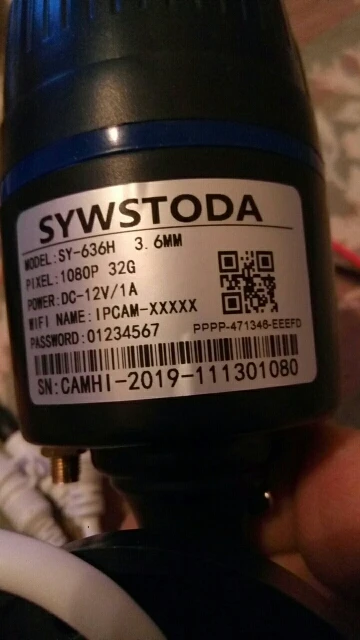 SYWSTODA
MODEL:SY-636H 3.6MM
PIXEL:1080P 32G
POWER:DC-12V/1A
WIFI NAME:IPCAM-XXXXX
PASSWORD:01234567
PPPP-471346-EEEFD
SN:CAMHI-2019-111301080